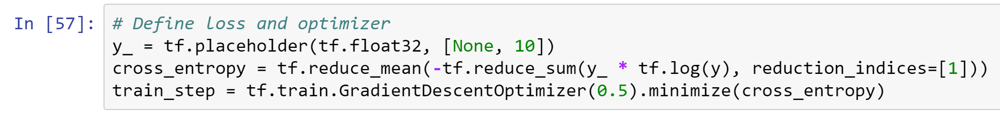 In [57]: # Define loss and optimizer
y_ = tf.placeholder(tf.float32, [None, 10])
cross_entropy = tf.reduce_mean(-tf.reduce_sum(y_ * tf.log(y), reduction_indices=[1]))
train_step = tf.train.GradientDescentOptimizer(0.5).minimize(cross_entropy)